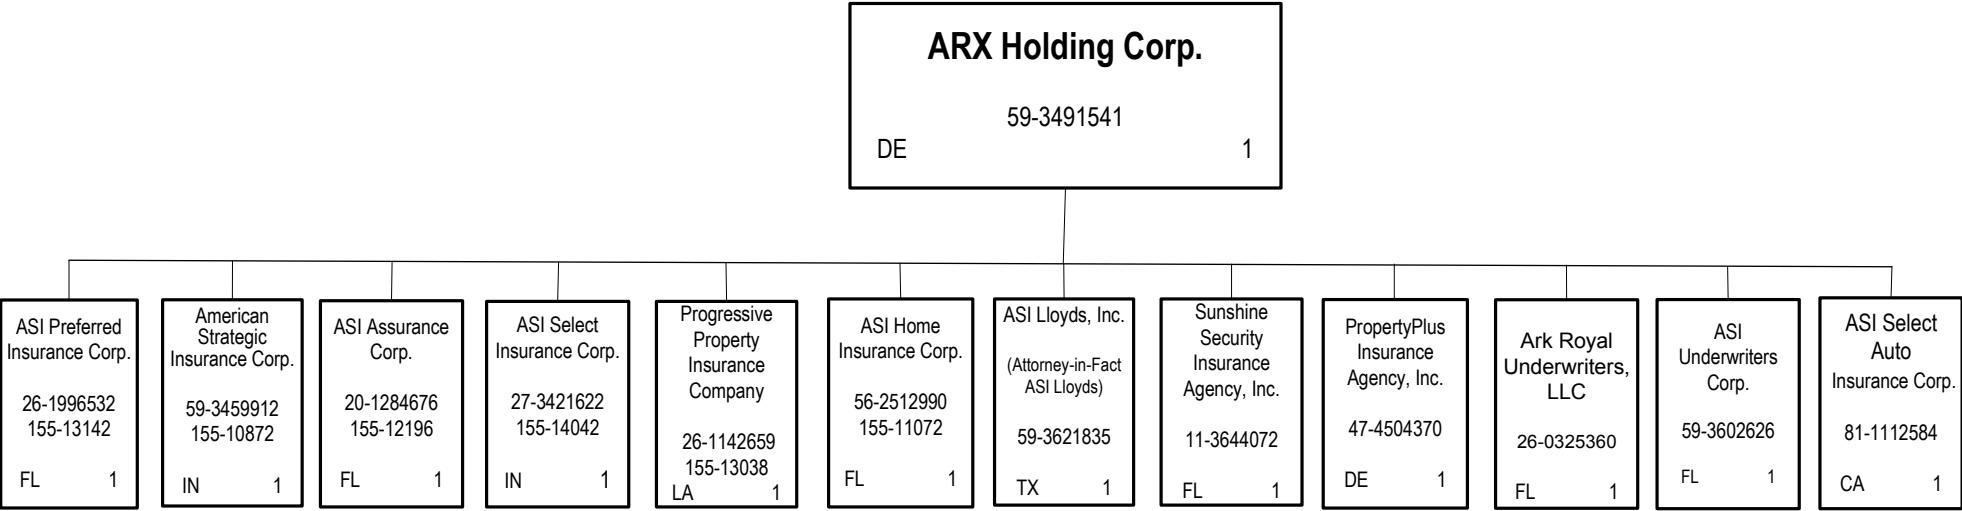 ARX Holding Corp.
59-3491541
DE 1
ASI Preferred
Insurance Corp.
26-1996532
155-13142
FL 1
American
Strategic
Insurance Corp.
59-3459912
155-10872
IN 1
ASI Assurance
Corp.
20-1284676
155-12196
FL 1
ASI Select
Insurance Corp.
27-3421622
155-14042
IN 1
Progressive
Property
Insurance
Company
26-1142659
155-13038
LA 1
ASI Home
Insurance Corp.
56-2512990
155-11072
FL 1
ASI Lloyds, Inc.
(Attorney-in-Fact
ASI Lloyds)
59-3621835
TX 1
Sunshine
Security
Insurance
Agency, Inc.
11-3644072
FL 1
PropertyPlus
Insurance
Agency, Inc.
47-4504370
DE 1
Ark Royal
Underwriters,
LLC
26-0325360
FL 1
ASI
Underwriters
Corp.
59-3602626
FL 1
ASI Select
Auto
Insurance Corp.
81-1112584
CA 1